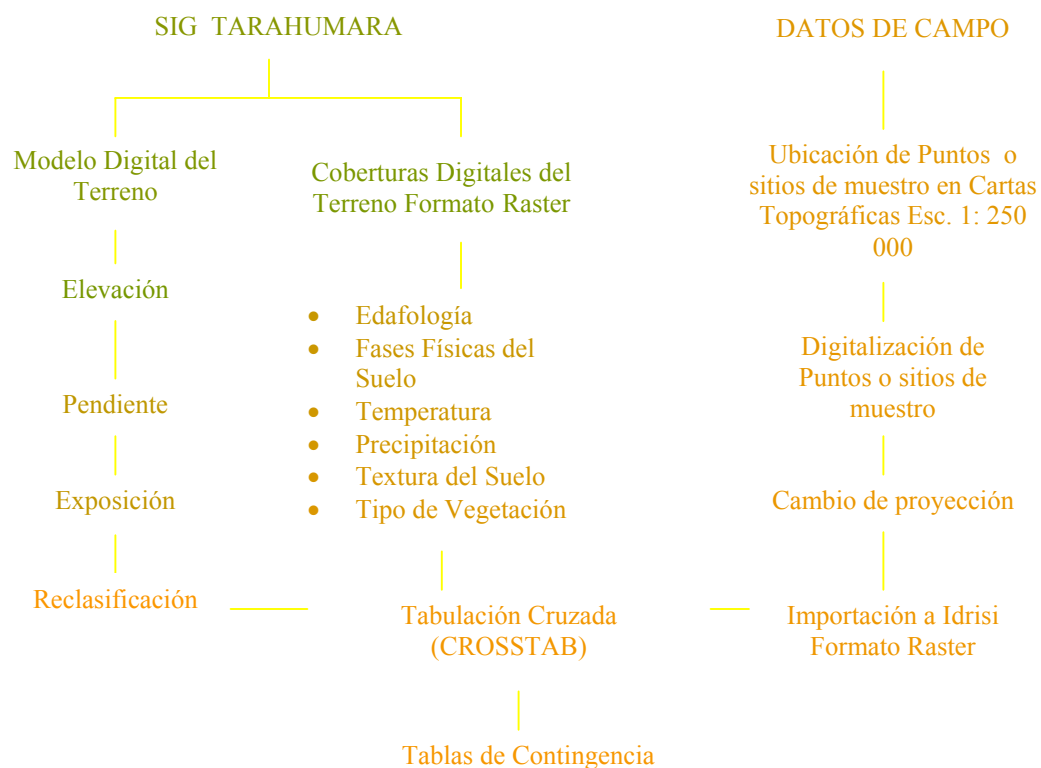 SIG TARAHUMARA
DATOS DE CAMPO
Modelo Digital del
Terreno
Coberturas Digitales del
Terreno Formato Raster
Ubicación de Puntos o
sitios de muestro en Cartas
Topográficas Esc. 1: 250
000
Elevación
• Edafología
• Fases Físicas del
Suelo
• Temperatura
• Precipitación
• Textura del Suelo
• Tipo de Vegetación
Digitalización de
Puntos o sitios de
muestro
Pendiente
Exposición
Cambio de proyección
Reclasificación
Tabulación Cruzada
(CROSSTAB)
Importación a Idrisi
Formato Raster
Tablas de Contingencia